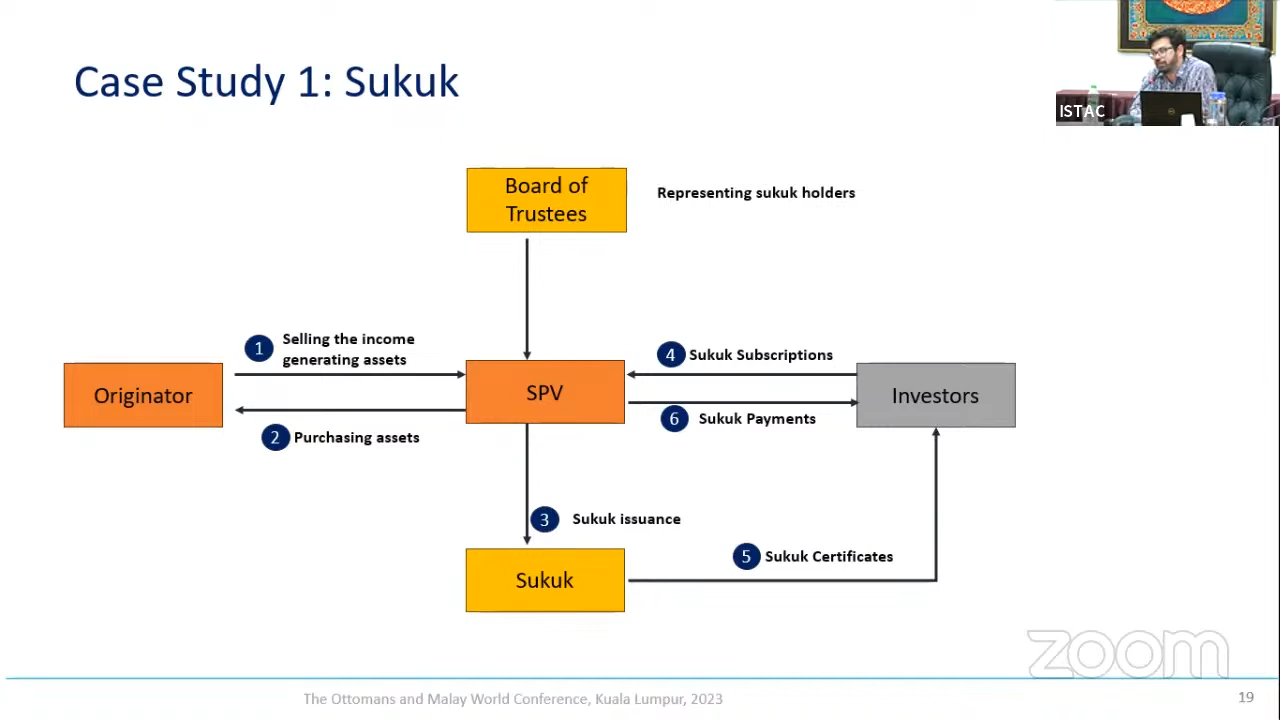 Case Study 1: Sukuk
ISTAC
Board of
Trustees
Representing sukuk holders
1
Selling the income
generating assets
4
Sukuk Subscriptions
Originator
SPV
Investors
2
Purchasing assets
6
Sukuk Payments
3
Sukuk issuance
5
Sukuk Certificates
Sukuk
zoom
The Ottomans and Malay World Conference, Kuala Lumpur, 2023
19